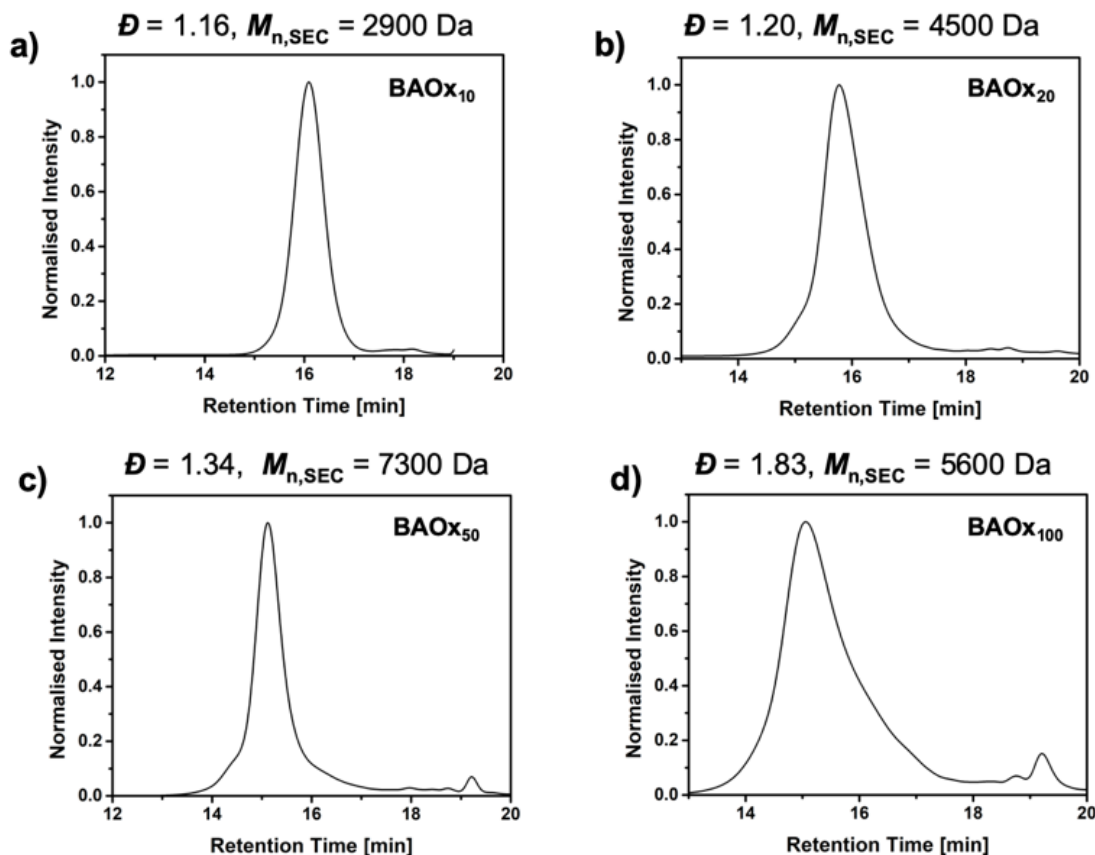 a)
Đ = 1.16, Mn,SEC = 2900 Da
BAOx10
Normalised Intensity
1.0
0.8
0.6
0.4
0.2
0.0
12 14 16 18 20
Retention Time [min]
b)
Đ = 1.20, Mn,SEC = 4500 Da
BAOx20
Normalised Intensity
1.0
0.8
0.6
0.4
0.2
0.0
14 16 18 20
Retention Time [min]
c)
Đ = 1.34, Mn,SEC = 7300 Da
BAOx50
Normalised Intensity
1.0
0.8
0.6
0.4
0.2
0.0
12 14 16 18 20
Retention Time [min]
d)
Đ = 1.83, Mn,SEC = 5600 Da
BAOx100
Normalised Intensity
1.0
0.8
0.6
0.4
0.2
0.0
14 16 18 20
Retention Time [min]